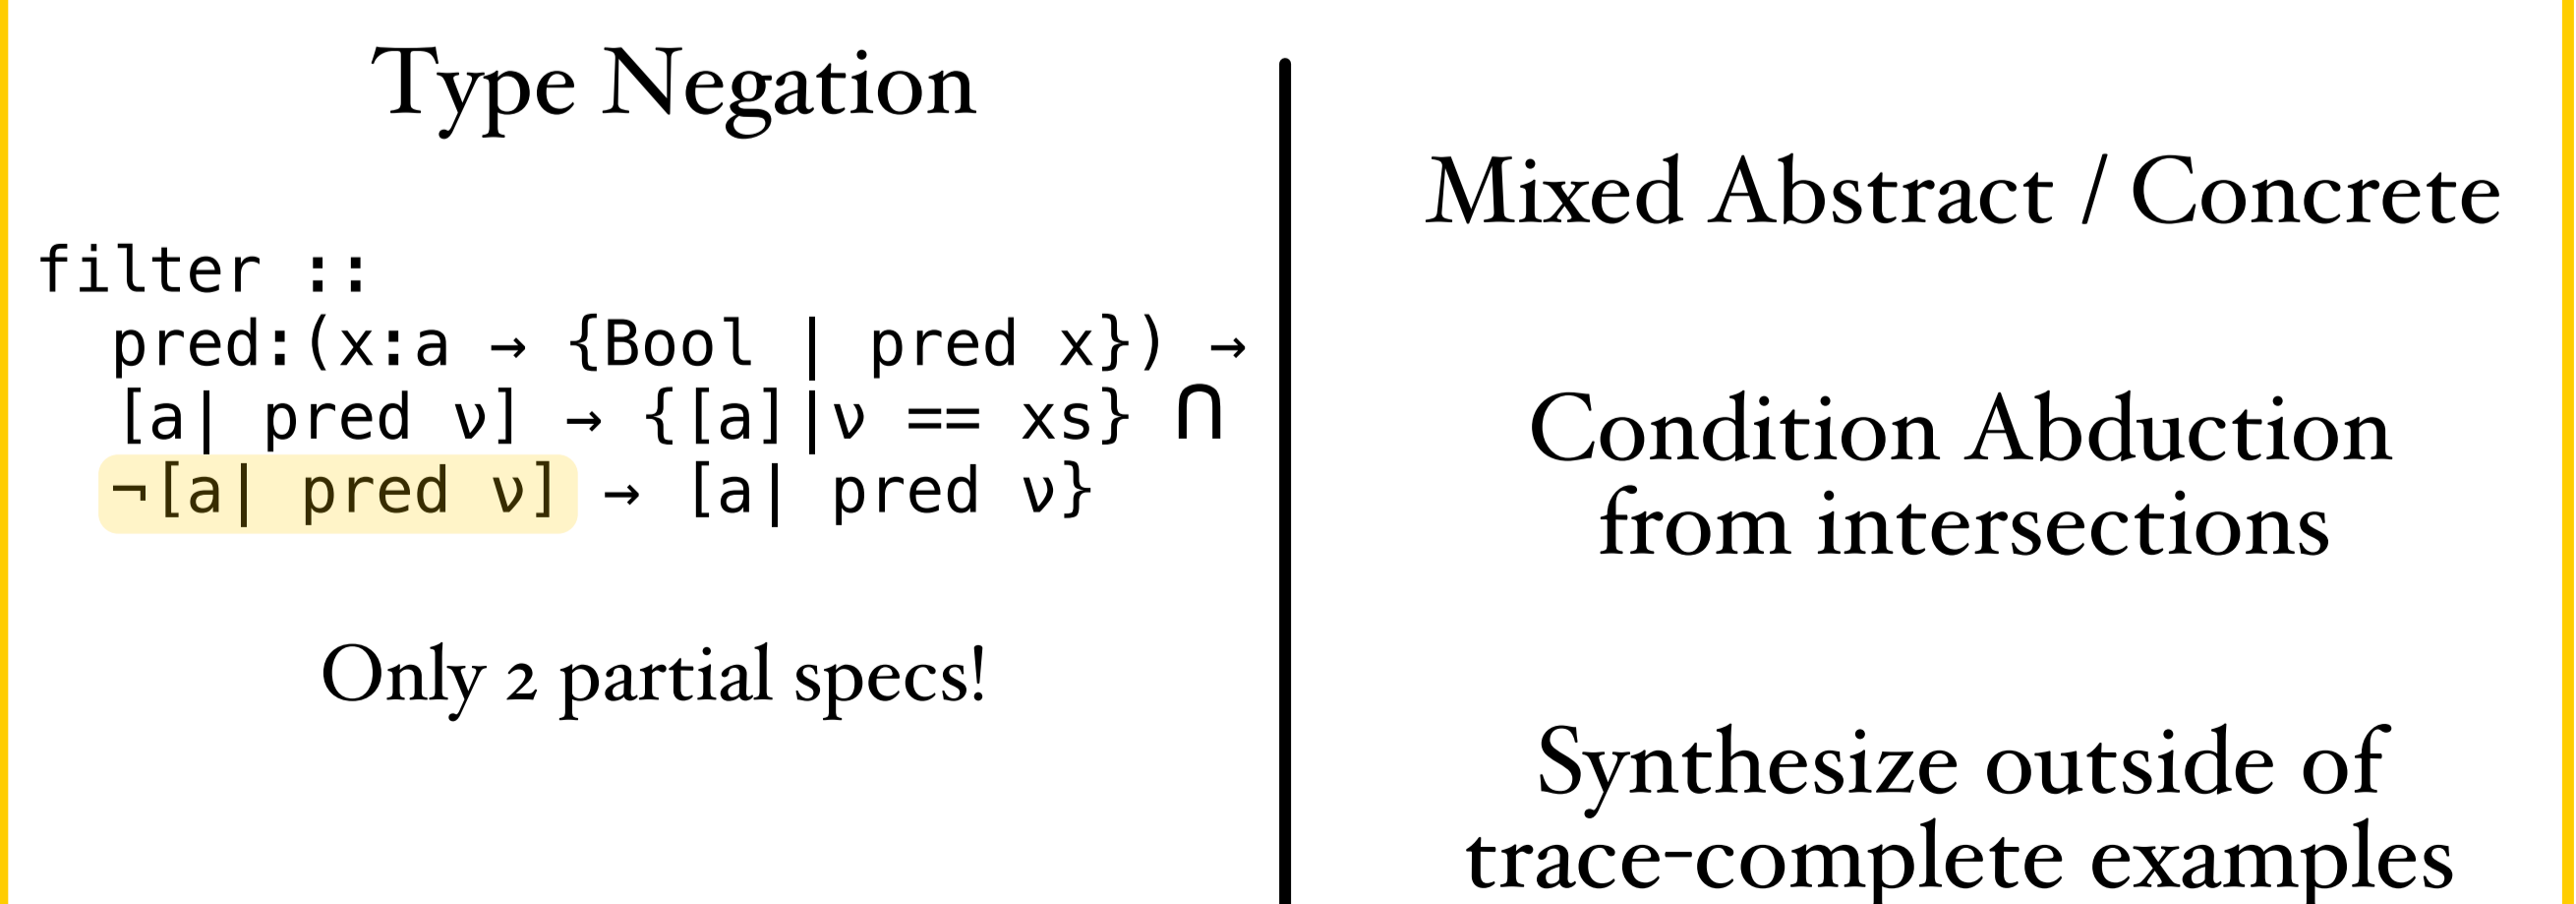 Type Negation
filter ::
pred:(x:a → {Bool | pred x}) →
[a| pred ν] → {[a]|ν == xs} ∩
¬[a| pred ν] → [a| pred ν}
Only 2 partial specs!
Mixed Abstract / Concrete
Condition Abduction
from intersections
Synthesize outside of
trace-complete examples